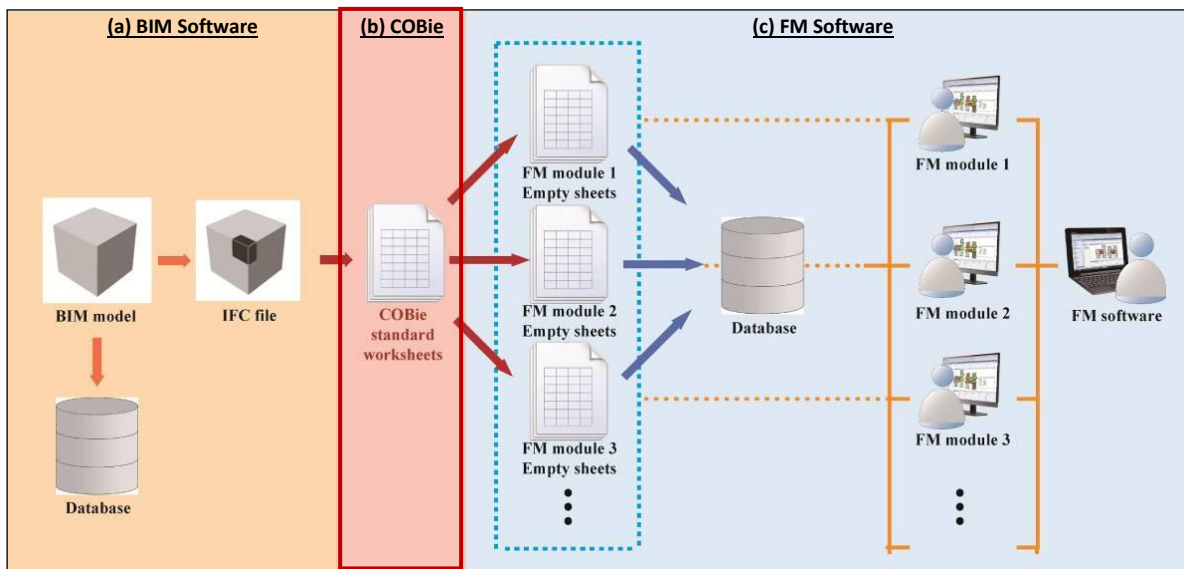 (a) BIM Software
(b) COBie
(c) FM Software
BIM model
IFC file
Database
COBie
standard
worksheets
FM module 1
Empty sheets
FM module 2
Empty sheets
FM module 3
Empty sheets
Database
FM module 1
FM module 2
FM module 3
FM software